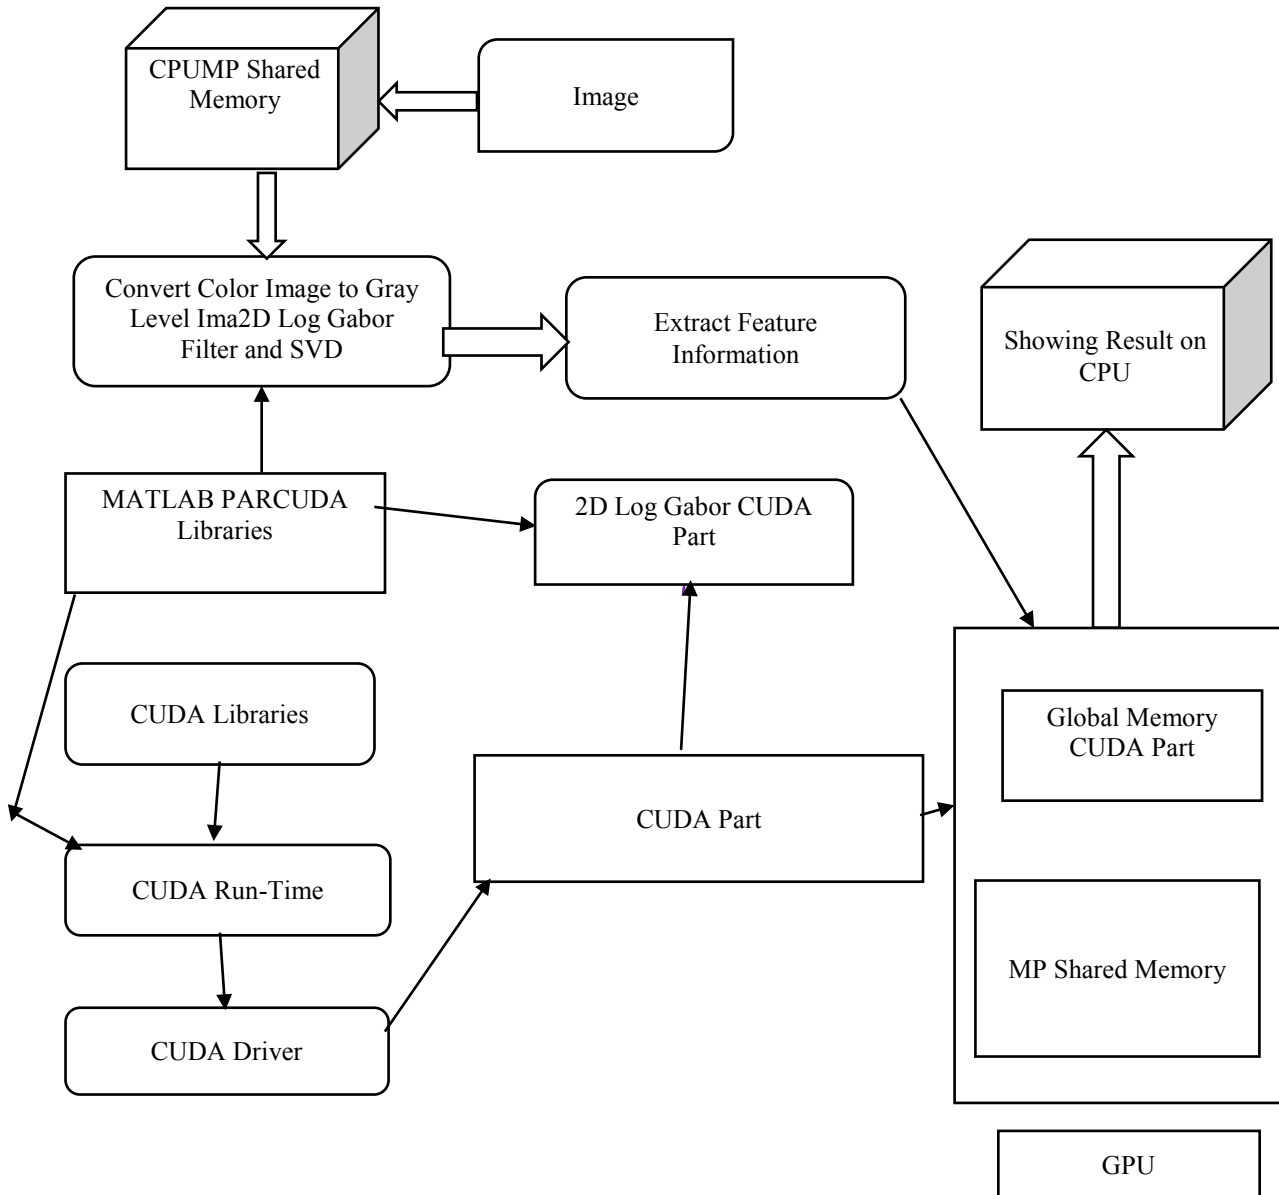 CPUMP Shared
Memory
Image
Convert Color Image to Gray
Level Ima2D Log Gabor
Filter and SVD
Extract Feature
Information
Showing Result on
CPU
MATLAB PARCUDA
Libraries
2D Log Gabor CUDA
Part
CUDA Libraries
Global Memory
CUDA Part
CUDA Part
CUDA Run-Time
MP Shared Memory
CUDA Driver
GPU